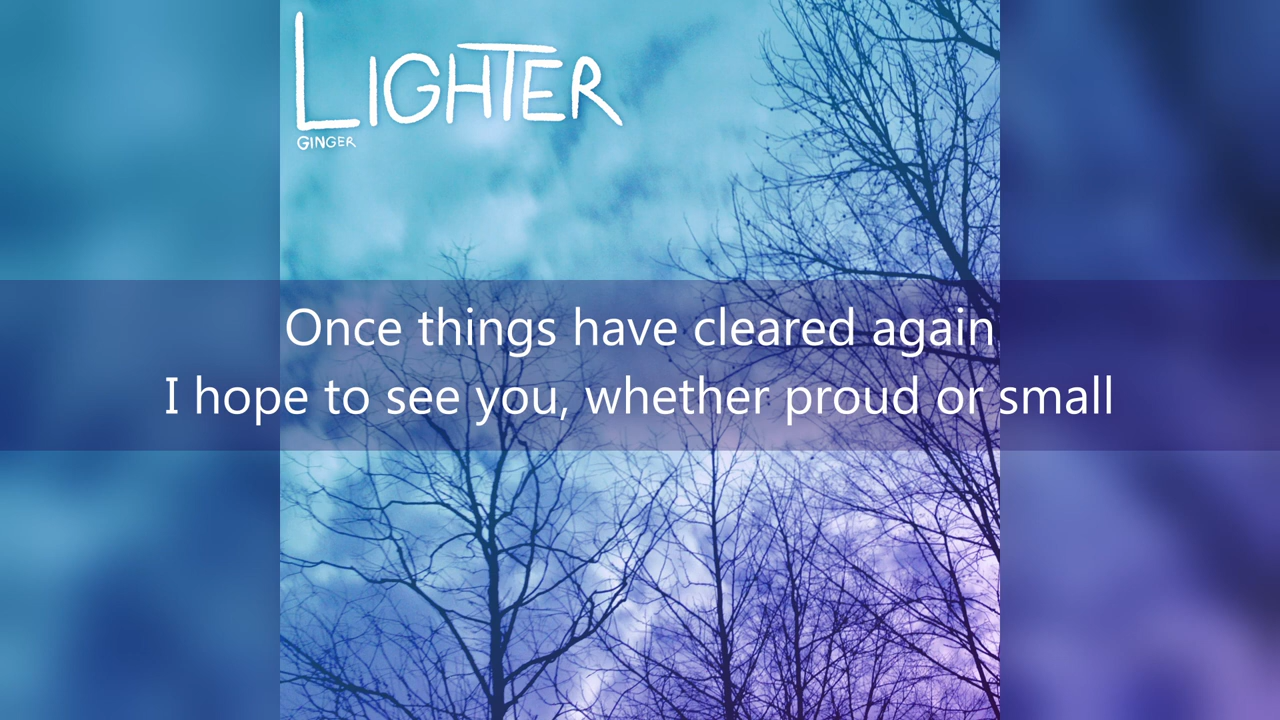 LIGHTER
GINGER
Once things have cleared again
I hope to see you, whether proud or small